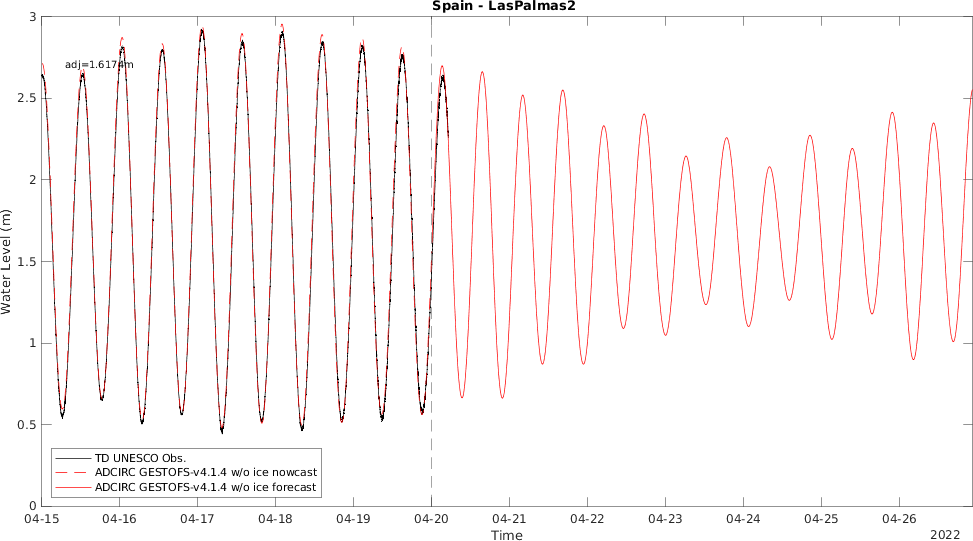 Spain - LasPalmas2
adj=1.6174m
Water Level (m)
3
2.5
2
1.5
1
0.5
0
TD UNESCO Obs.
ADCIRC GESTOFS-v4.1.4 w/o ice nowcast
ADCIRC GESTOFS-v4.1.4 w/o ice forecast
04-15 04-16 04-17 04-18 04-19 04-20 04-21 04-22 04-23 04-24 04-25 04-26
Time
2022